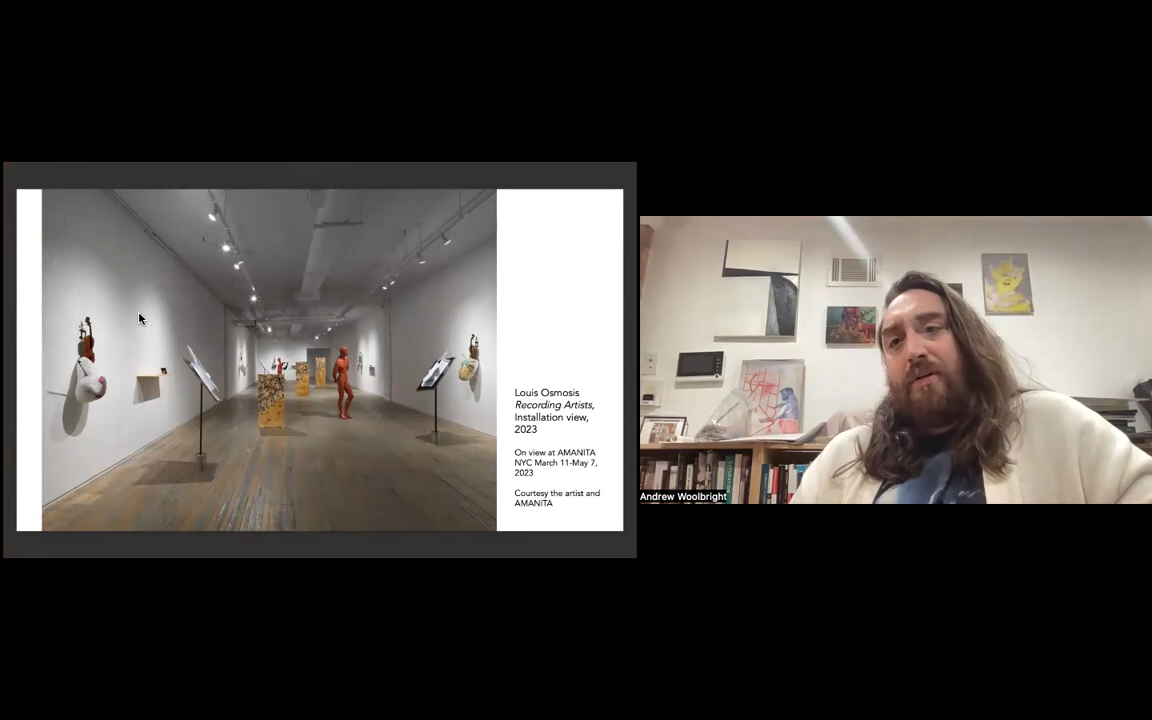 Louis Osmosis
Recording Artists,
Installation view,
2023
On view at AMANITA
NYC March 11-May 7,
2023
Courtesy the artist and
AMANITA
Andrew Woolbright